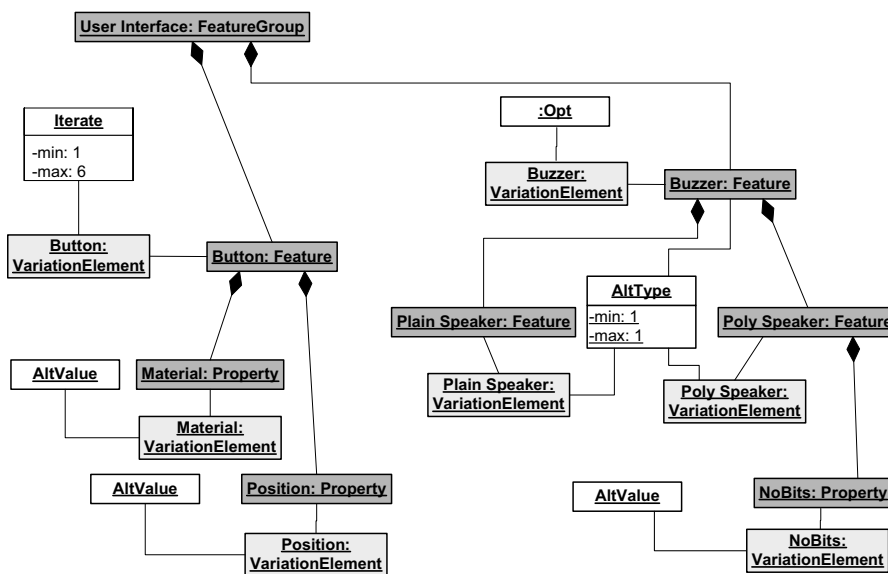 User Interface: FeatureGroup
Iterate
-min: 1
-max: 6
:Opt
Buzzer:
VariationElement
Buzzer: Feature
Button:
VariationElement
Button: Feature
AltType
-min: 1
-max: 1
Plain Speaker: Feature
Poly Speaker: Feature
AltValue
Material: Property
Plain Speaker:
VariationElement
Poly Speaker:
VariationElement
Material:
VariationElement
AltValue
Position: Property
AltValue
NoBits: Property
Position:
VariationElement
NoBits:
VariationElement